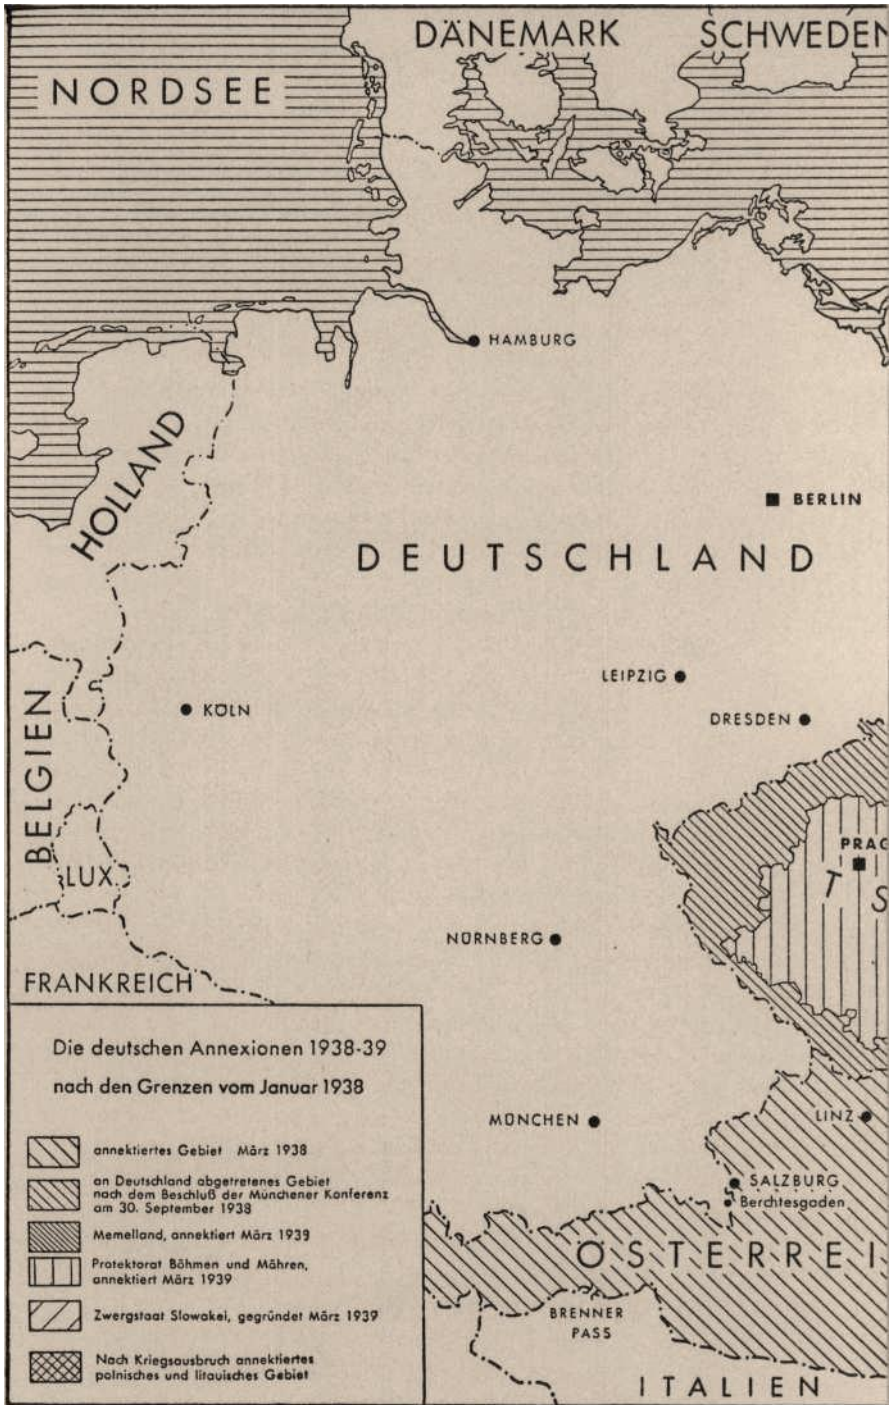 DÄNEMARK
SCHWEDEN
NORDSEE
HAMBURG
HOLLAND
BERLIN
DEUTSCHLAND
LEIPZIG
KÖLN
DRESDEN
BELGIEN
PRAG
T S
LUX.
NÜRNBERG
FRANKREICH
Die deutschen Annexionen 1938-39
nach den Grenzen vom Januar 1938
annektiertes Gebiet März 1938
an Deutschland abgetretenes Gebiet
nach dem Beschluß der Münchener Konferenz
am 30. September 1938
Memelland, annektiert März 1939
Protektorat Böhmen und Mähren,
annektiert März 1939
Zwergstaat Slowakei, gegründet März 1939
Nach Kriegsausbruch annektiertes
polnisches und litauisches Gebiet
MÜNCHEN
LINZ
SALZBURG
Berchtesgaden
ÖSTERREI
BRENNER
PASS
ITALIEN